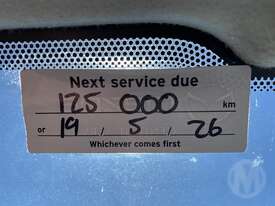 Next service due
125 000 km
or 19 / 5 / 26
Whichever comes first